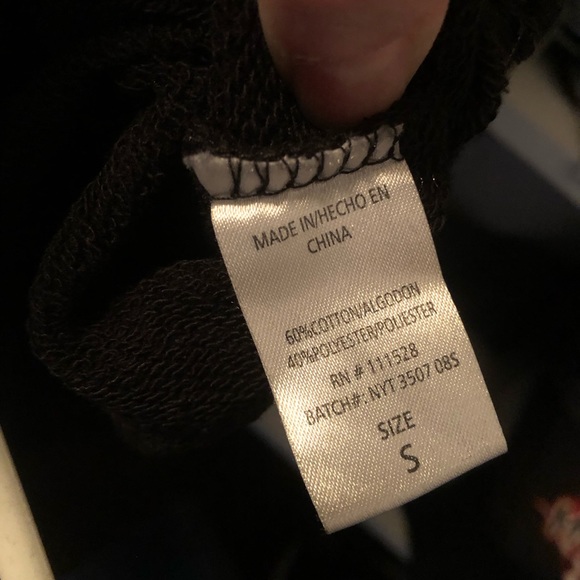 MADE IN/HECHO EN
CHINA
60%COTTON/ALGODON
40%POLYESTER/POLIESTER
RN # 111528
BATCH#: NYT 3507 08S
SIZE
S